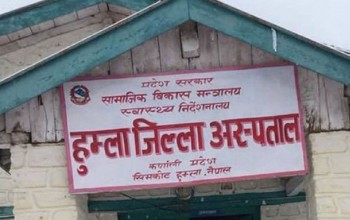 प्रदेश सरकार
सामाजिक विकास मन्त्रालय
स्वास्थ्य निर्देशनालय
हुम्ला जिल्ला अस्पताल
कर्णाली प्रदेश
सिमकोट हुम्ला, नेपाल